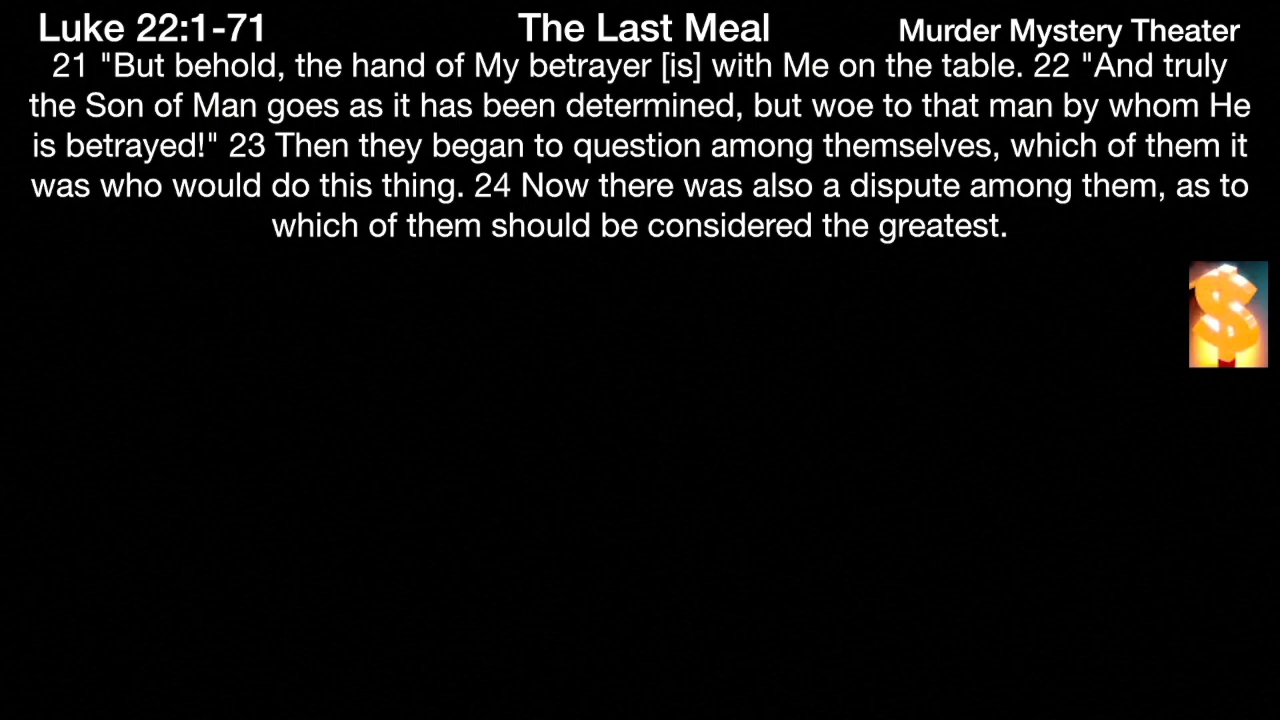 Luke 22:1-71 The Last Meal Murder Mystery Theater
21 "But behold, the hand of My betrayer [is] with Me on the table. 22 "And truly
the Son of Man goes as it has been determined, but woe to that man by whom He
is betrayed!" 23 Then they began to question among themselves, which of them it
was who would do this thing. 24 Now there was also a dispute among them, as to
which of them should be considered the greatest.
$